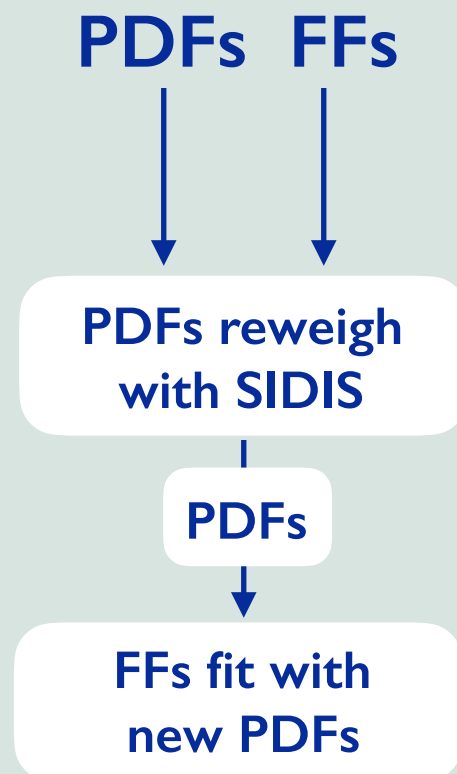 PDFs FFs
PDFs reweigh
with SIDIS
PDFs
FFs fit with
new PDFs